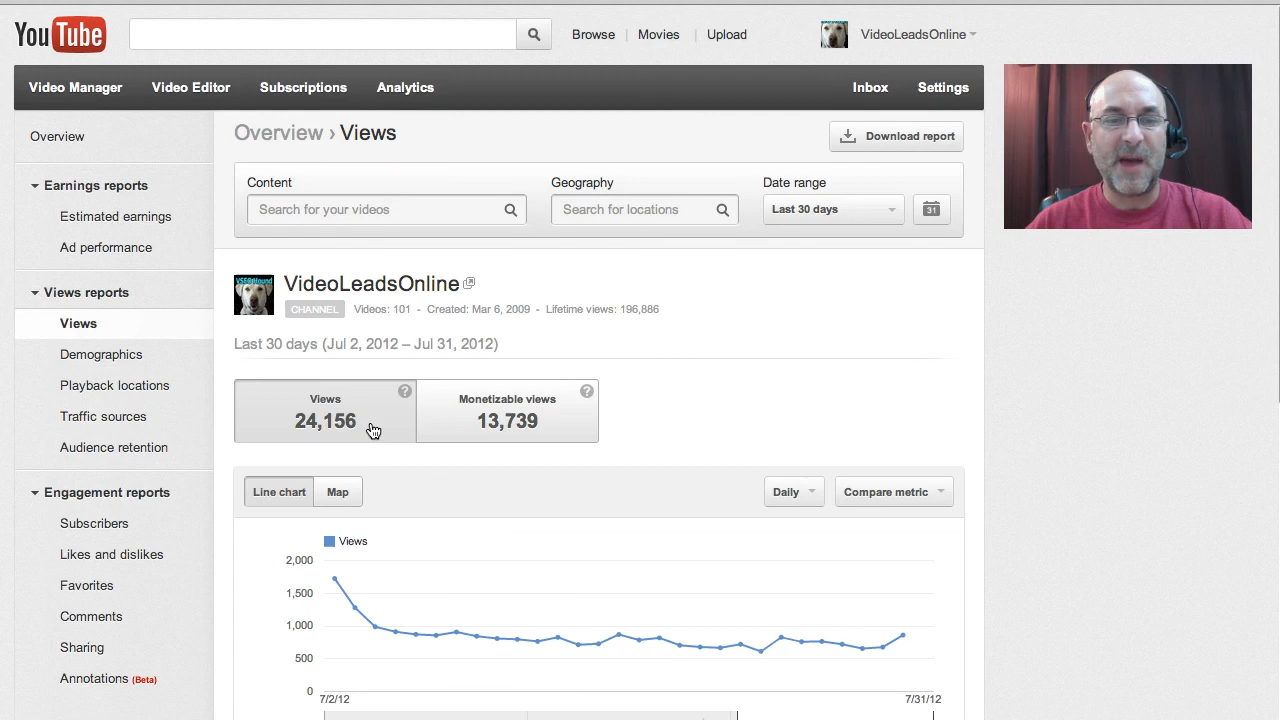 YouTube
Browse | Movies | Upload
VideoLeadsOnline
Video Manager Video Editor Subscriptions Analytics Inbox Settings
Overview
Earnings reports
Estimated earnings
Ad performance
Views reports
Views
Demographics
Playback locations
Traffic sources
Audience retention
Engagement reports
Subscribers
Likes and dislikes
Favorites
Comments
Sharing
Annotations (Beta)
Overview › Views
Download report
Content Geography Date range
Search for your videos Search for locations Last 30 days 31
VideoLeadsOnline
CHANNEL Videos: 101 - Created: Mar 6, 2009 - Lifetime views: 196,886
Last 30 days (Jul 2, 2012 – Jul 31, 2012)
Views ? Monetizable views ?
24,156 13,739
Line chart Map Daily Compare metric
Views
2,000
1,500
1,000
500
0
7/2/12 7/31/12